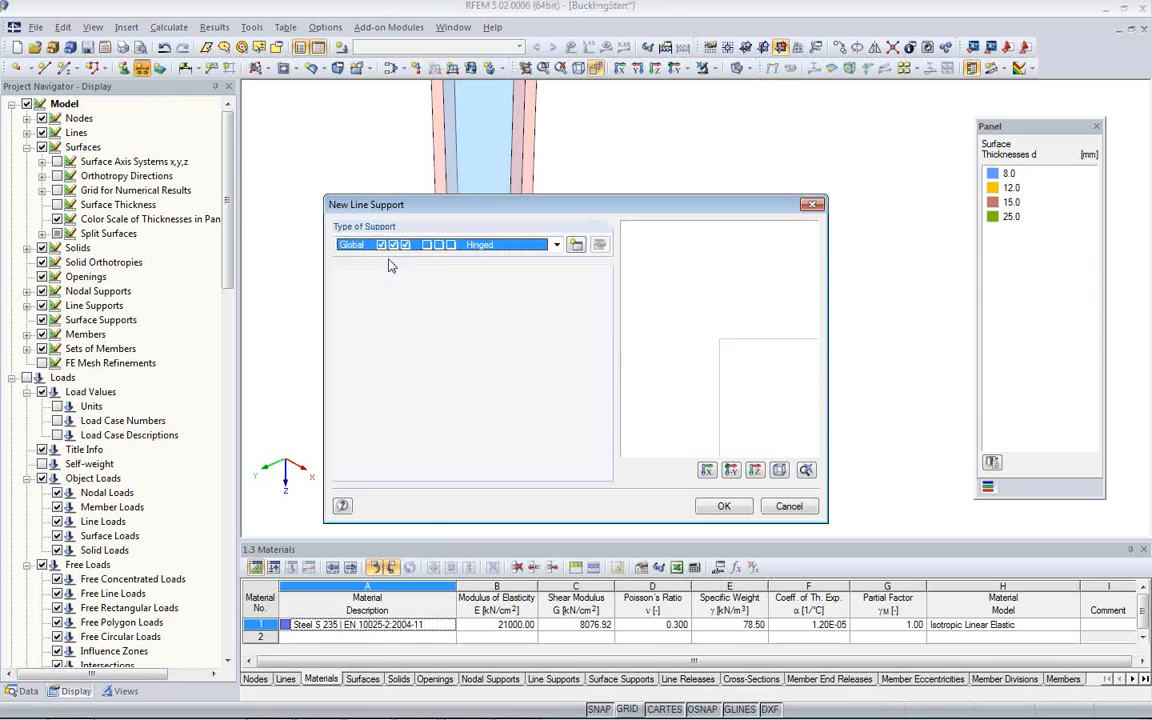 RFEM 5.02.0006 (64bit) - [BucklingStart*]
File Edit View Insert Calculate Results Tools Table Options Add-on Modules Window Help
Project Navigator - Display
Model
Nodes
Lines
Surfaces
Surface Axis Systems x,y,z
Orthotropy Directions
Grid for Numerical Results
Surface Thickness
Color Scale of Thicknesses in Pan
Split Surfaces
Solids
Solid Orthotropies
Openings
Nodal Supports
Line Supports
Surface Supports
Members
Sets of Members
FE Mesh Refinements
Loads
Load Values
Units
Load Case Numbers
Load Case Descriptions
Title Info
Self-weight
Object Loads
Nodal Loads
Member Loads
Line Loads
Surface Loads
Solid Loads
Free Loads
Free Concentrated Loads
Free Line Loads
Free Rectangular Loads
Free Polygon Loads
Free Circular Loads
Influence Zones
Intersections
Data Display Views
New Line Support
Type of Support
Global Hinged
OK Cancel
Y X
Z
Panel
Surface
Thicknesses d [mm]
8.0
12.0
15.0
25.0
1.3 Materials
A B C D E F G H I
Material Material Modulus of Elasticity Shear Modulus Poisson's Ratio Specific Weight Coeff. of Th. Exp. Partial Factor Material
No. Description E [kN/cm2] G [kN/cm2] ν [-] γ [kN/m3] α [1/°C] γM [-] Model Comment
1 Steel S 235 | EN 10025-2:2004-11 21000.00 8076.92 0.300 78.50 1.20E-05 1.00 Isotropic Linear Elastic
2
Nodes Lines Materials Surfaces Solids Openings Nodal Supports Line Supports Surface Supports Line Releases Cross-Sections Member End Releases Member Eccentricities Member Divisions Members
SNAP GRID CARTES OSNAP GLINES DXF